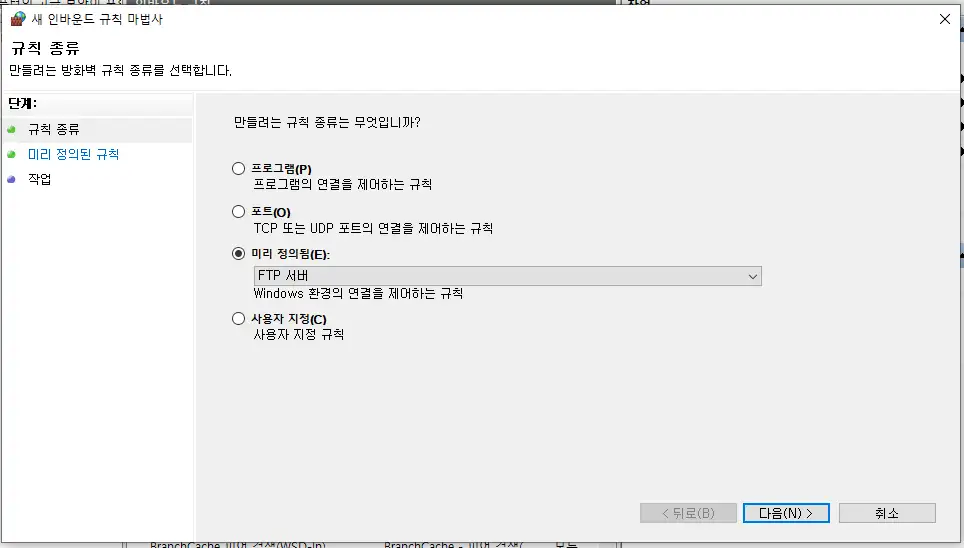 새 인바운드 규칙 마법사
규칙 종류
만들려는 방화벽 규칙 종류를 선택합니다.
단계:
규칙 종류
미리 정의된 규칙
작업
만들려는 규칙 종류는 무엇입니까?
프로그램(P)
프로그램의 연결을 제어하는 규칙
포트(O)
TCP 또는 UDP 포트의 연결을 제어하는 규칙
미리 정의됨(E):
FTP 서버
Windows 환경의 연결을 제어하는 규칙
사용자 지정(C)
사용자 지정 규칙
< 뒤로(B)
다음(N) >
취소